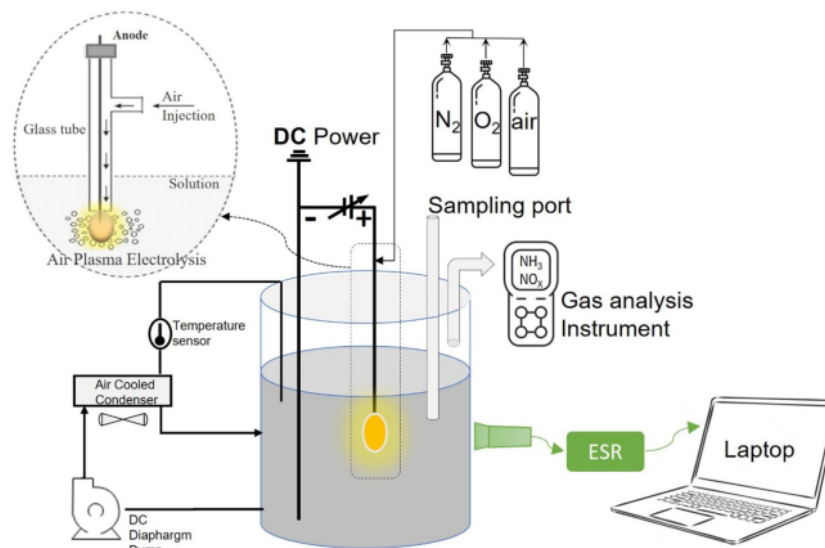 Anode
Air
Injection
Glass tube
Solution
Air Plasma Electrolysis
DC Power
- +
N2
O2
air
Sampling port
NH3
NOX
Gas analysis
Instrument
Temperature
sensor
Air Cooled
Condenser
ESR
Laptop
DC
Diaphargm